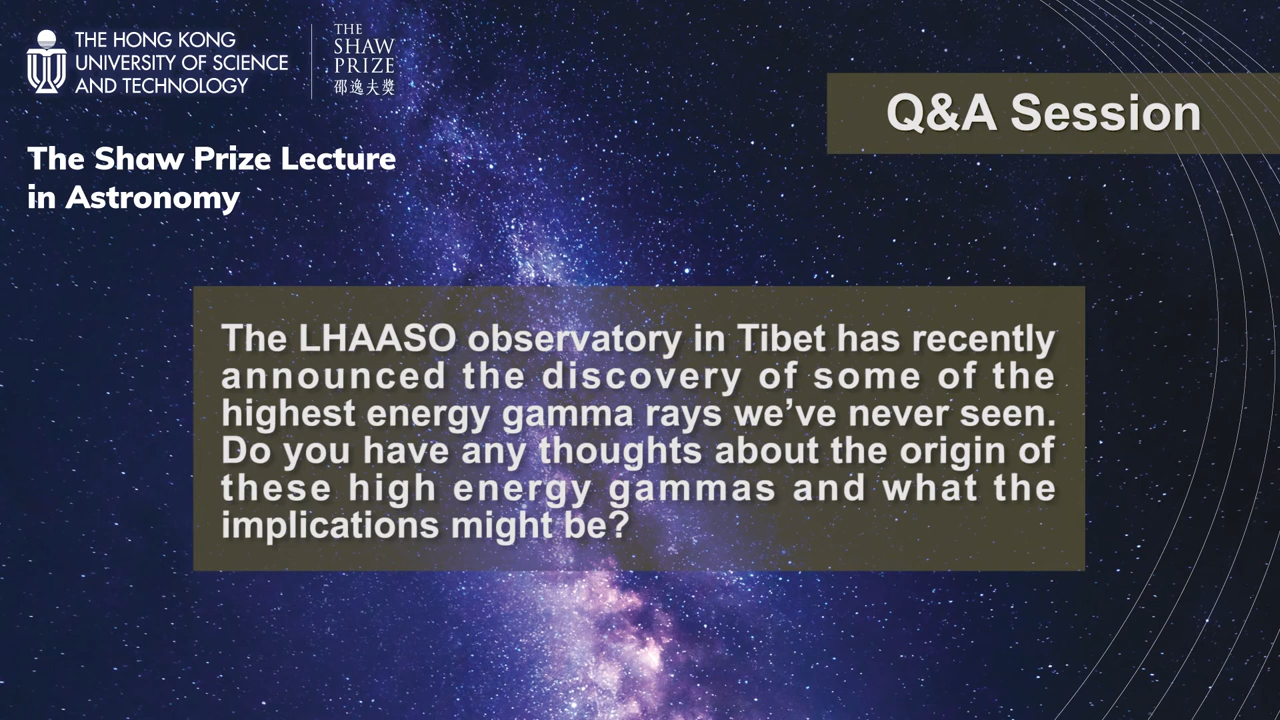 THE HONG KONG
UNIVERSITY OF SCIENCE
AND TECHNOLOGY
THE
SHAW
PRIZE
邵逸夫獎
The Shaw Prize Lecture
in Astronomy
Q&A Session
The LHAASO observatory in Tibet has recently
announced the discovery of some of the
highest energy gamma rays we’ve never seen.
Do you have any thoughts about the origin of
these high energy gammas and what the
implications might be?